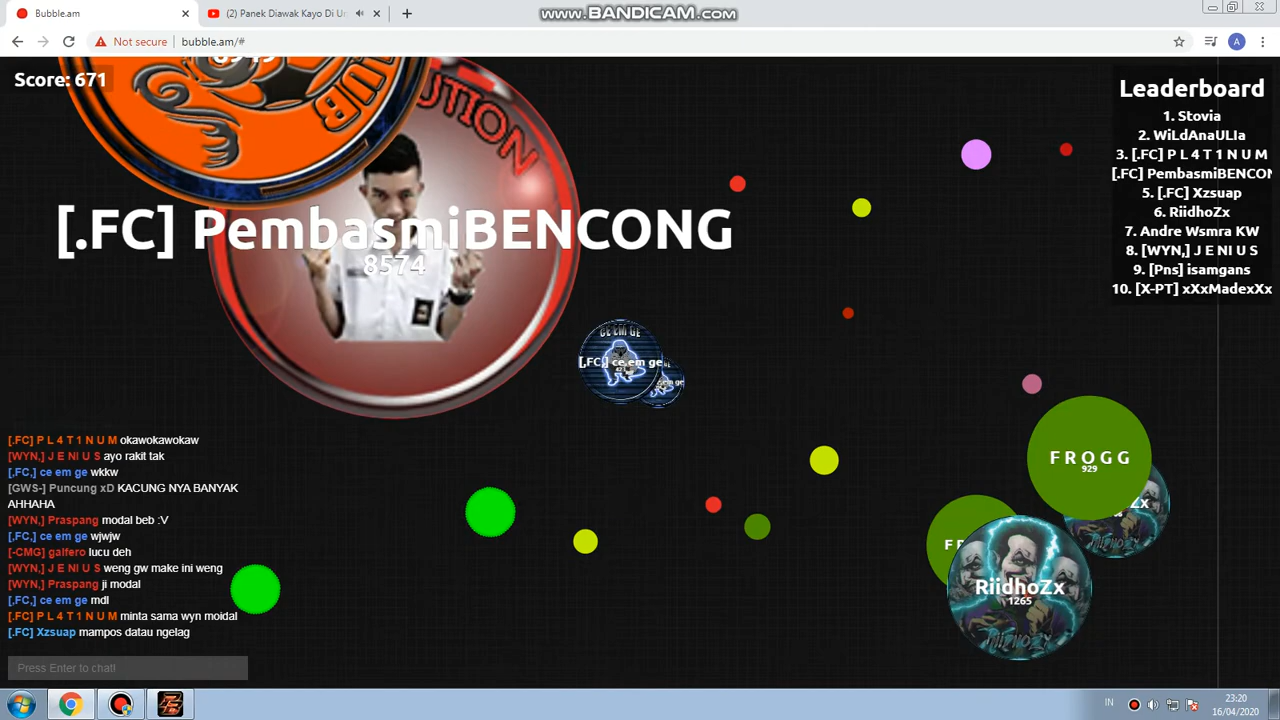 Bubble.am
(2) Panek Diawak Kayo Di U
www.BANDICAM.com
Not secure
bubble.am/#
A
Score: 671
UTION
[.FC] PembasmiBENCONG
8574
Leaderboard
1. Stovia
2. WiLdAnaULIa
3. [.FC] P L 4 T 1 N U M
[.FC] PembasmiBENCON
5. [.FC] Xzsuap
6. RiidhoZx
7. Andre Wsmra KW
8. [WYN,] J E NI U S
9. [Pns] isamgans
10. [X-PT] xXxMadexXx
CE EM GE
[,FC,] ce em ge
F R O G G
929
RiidhoZx
1265
[.FC] P L 4 T 1 N U M okawokawokaw
[WYN,] J E NI U S ayo rakit tak
[,FC,] ce em ge wkkw
[GWS-] Puncung xD KACUNG NYA BANYAK
AHHAHA
[WYN,] Praspang modal beb :V
[,FC,] ce em ge wjwjw
[-CMG] galfero lucu deh
[WYN,] J E NI U S weng gw make ini weng
[WYN,] Praspang ji modal
[,FC,] ce em ge mdl
[.FC] P L 4 T 1 N U M minta sama wyn moidal
[.FC] Xzsuap mampos datau ngelag
Press Enter to chat!
IN
23:20
16/04/2020